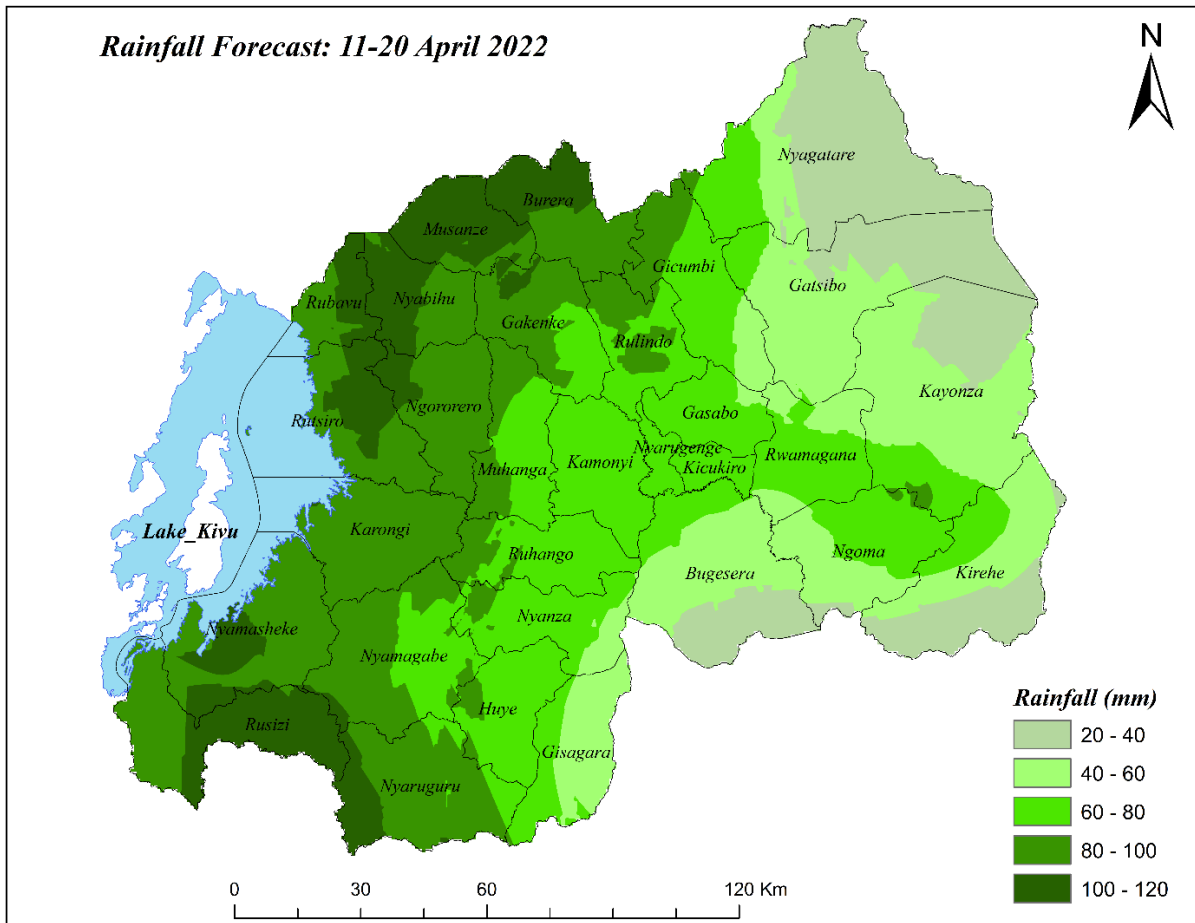 Rainfall Forecast: 11-20 April 2022
N
Nyagatare
Burera
Musanze
Gicumbi
Gatsibo
Rubavu
Nyabihu
Gakenke
Rulindo
Kayonza
Ngororero
Rutsiro
Gasabo
Nyarugenge
Rwamagana
Muhanga
Kamonyi
Kicukiro
Lake_Kivu
Karongi
Ruhango
Ngoma
Bugesera
Kirehe
Nyanza
Nyamasheke
Nyamagabe
Huye
Rusizi
Gisagara
Nyaruguru
Rainfall (mm)
20 - 40
40 - 60
60 - 80
80 - 100
100 - 120
0 30 60 120 Km